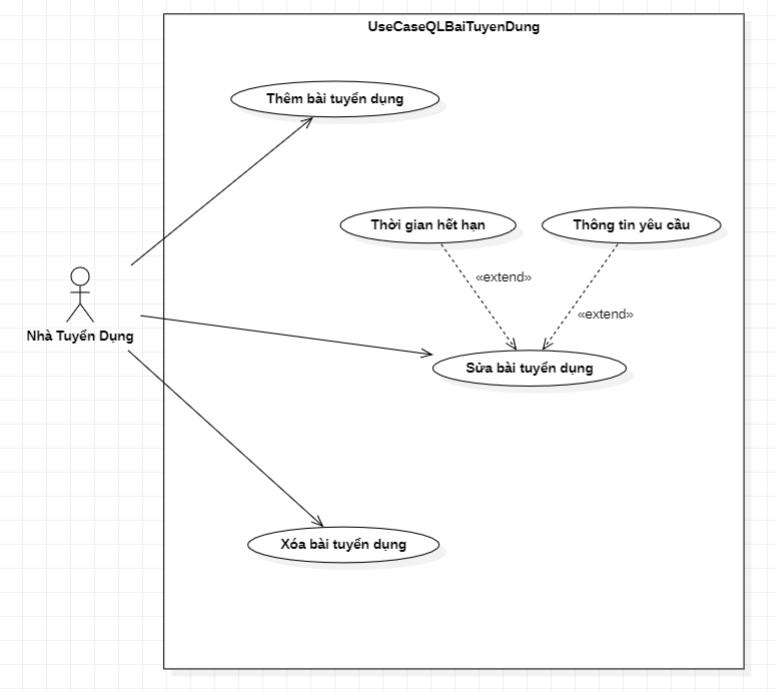 UseCaseQLBaiTuyenDung
Thêm bài tuyển dụng
Thời gian hết hạn
Thông tin yêu cầu
«extend»
«extend»
Nhà Tuyển Dụng
Sửa bài tuyển dụng
Xóa bài tuyển dụng